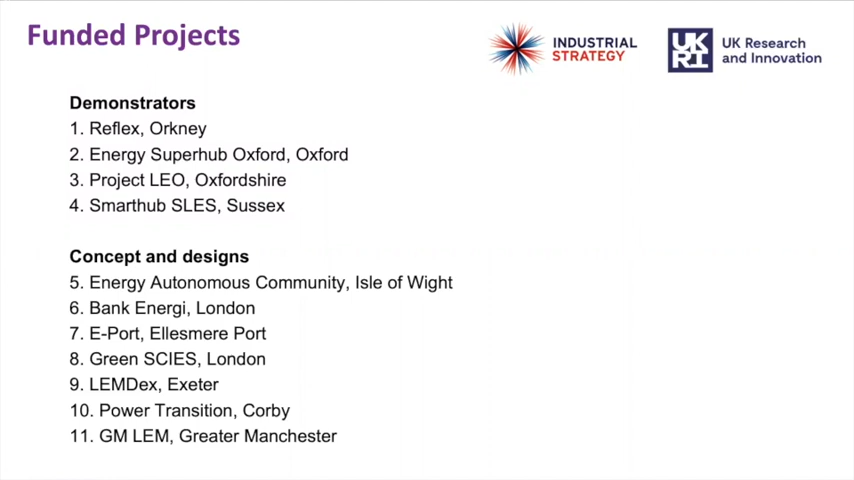 Funded Projects
INDUSTRIAL
STRATEGY
UK
RI
UK Research
and Innovation
Demonstrators
1. Reflex, Orkney
2. Energy Superhub Oxford, Oxford
3. Project LEO, Oxfordshire
4. Smarthub SLES, Sussex
Concept and designs
5. Energy Autonomous Community, Isle of Wight
6. Bank Energi, London
7. E-Port, Ellesmere Port
8. Green SCIES, London
9. LEMDex, Exeter
10. Power Transition, Corby
11. GM LEM, Greater Manchester